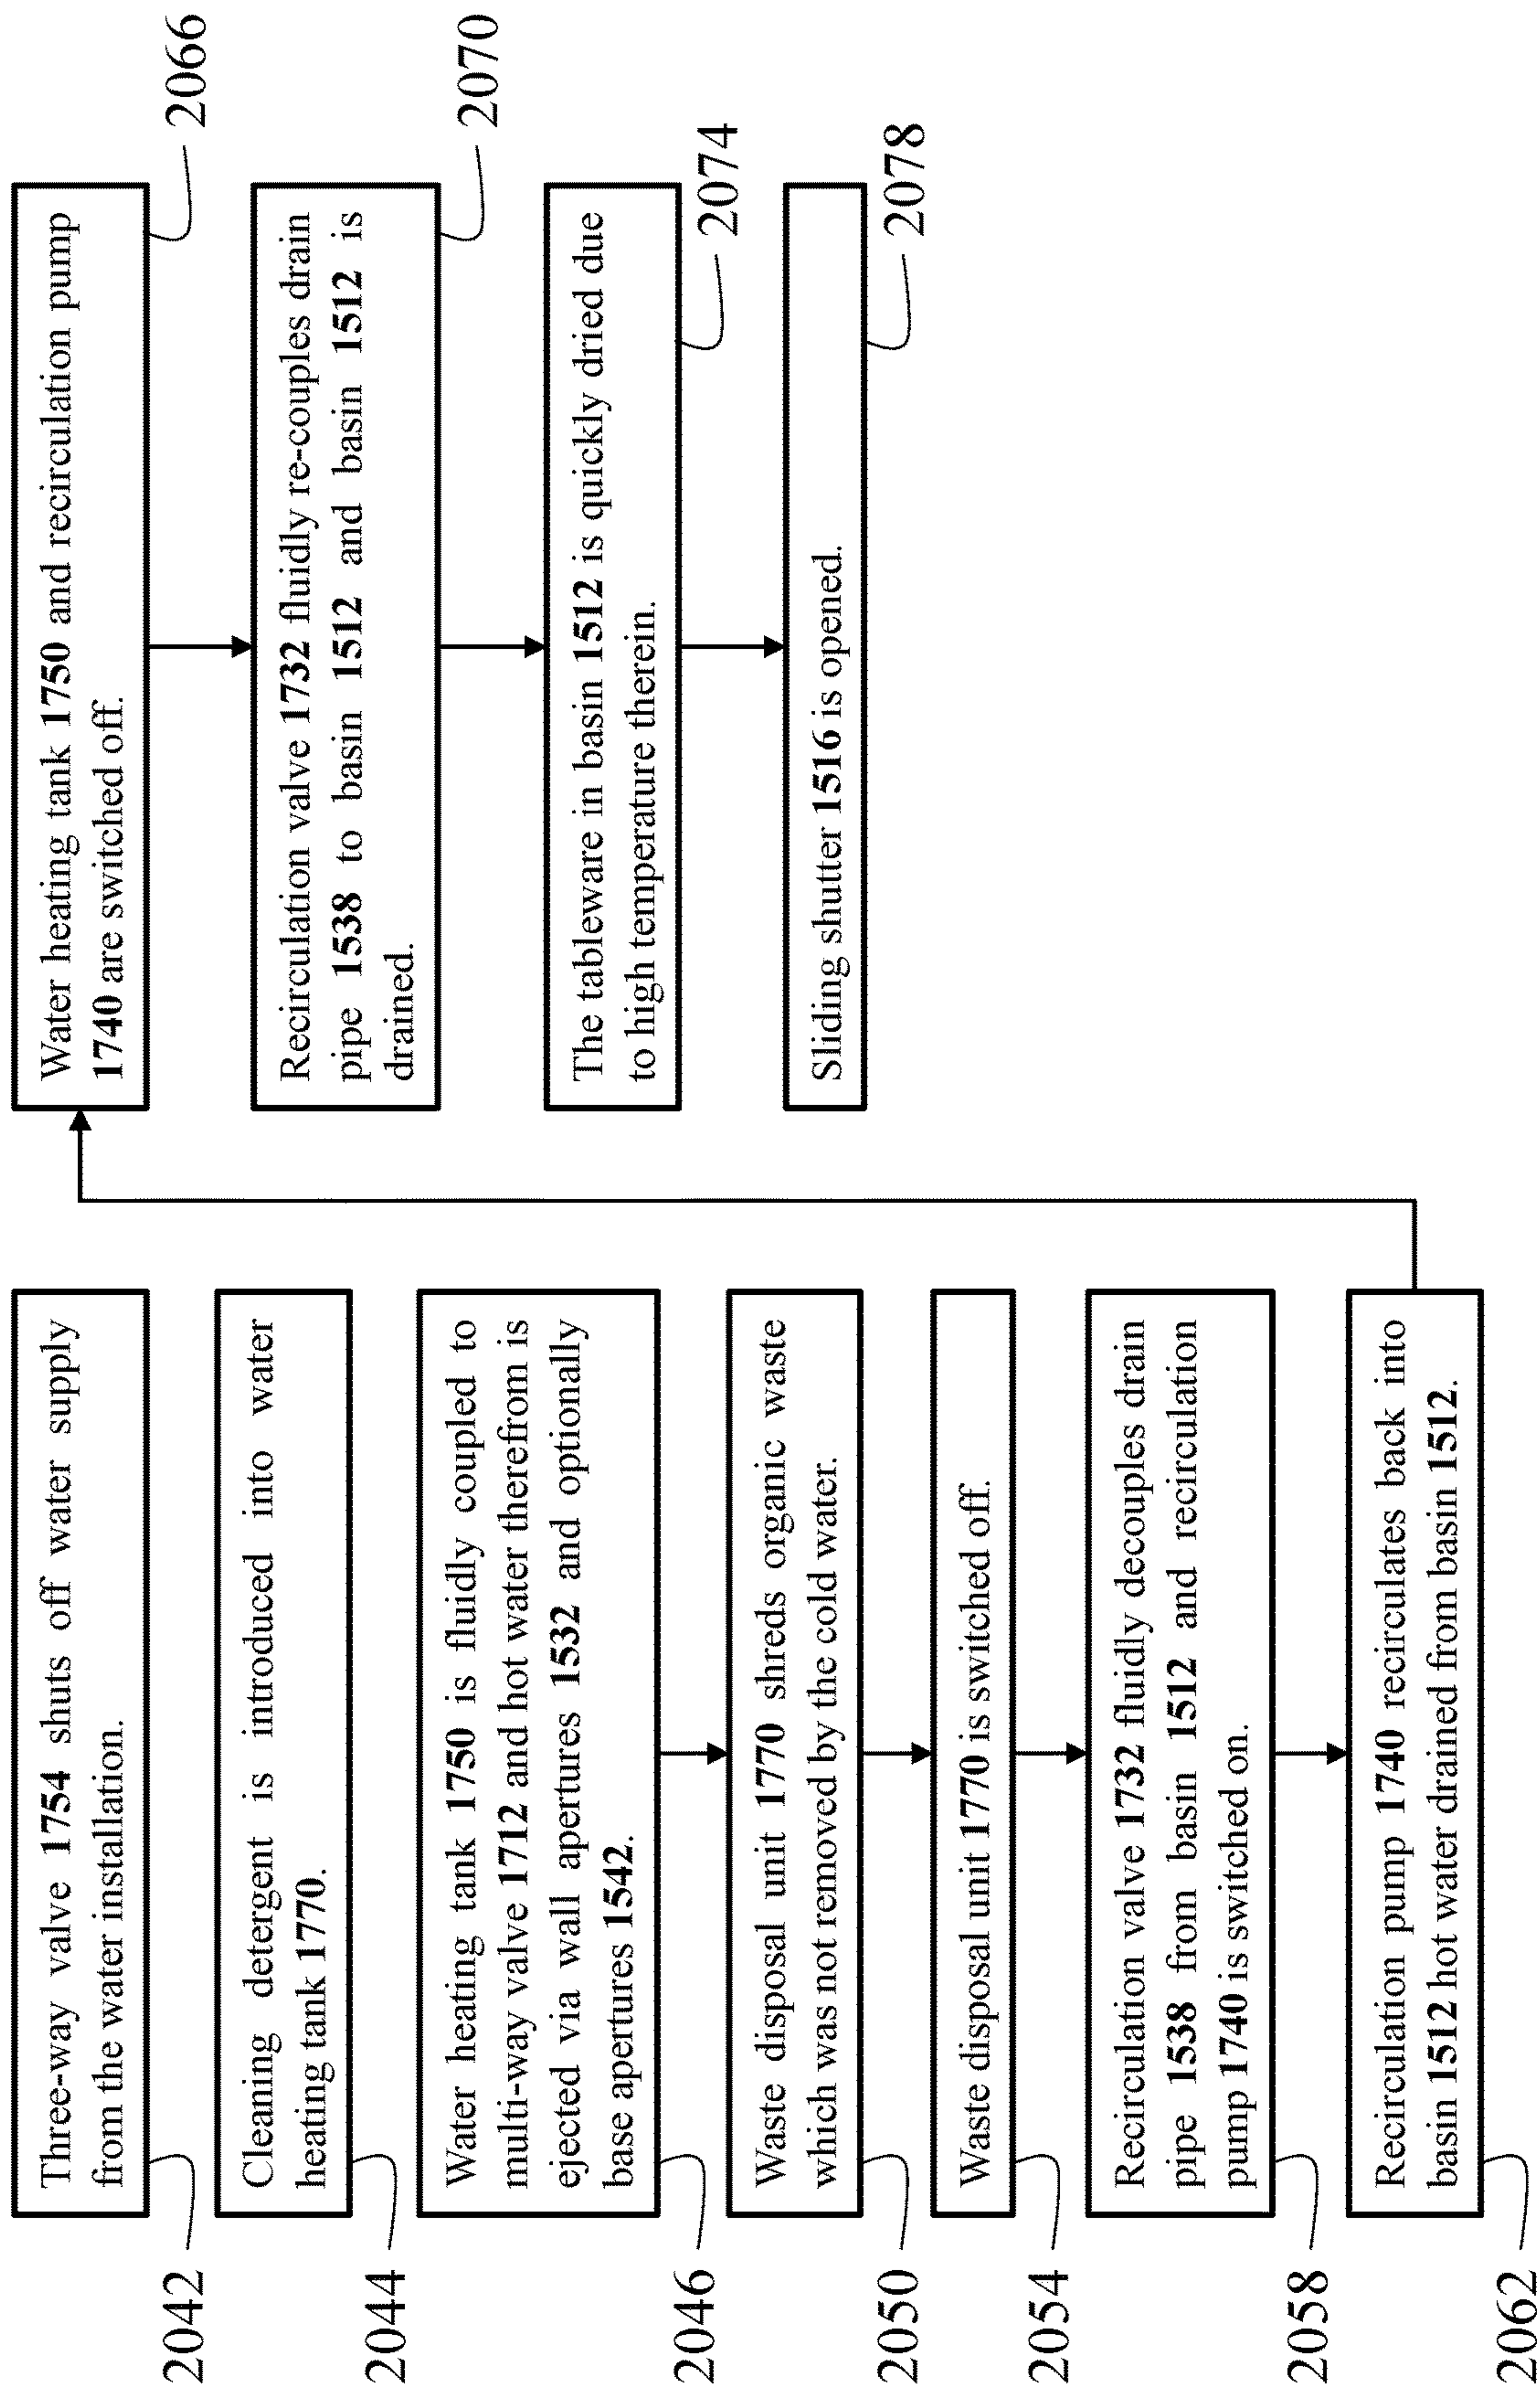 Three-way valve 1754 shuts off water supply
from the water installation.
2042
Cleaning detergent is introduced into water
heating tank 1770.
2044
Water heating tank 1750 is fluidly coupled to
multi-way valve 1712 and hot water therefrom is
ejected via wall apertures 1532 and optionally
base apertures 1542.
2046
Waste disposal unit 1770 shreds organic waste
which was not removed by the cold water.
2050
Waste disposal unit 1770 is switched off.
2054
Recirulation valve 1732 fluidly decouples drain
pipe 1538 from basin 1512 and recirculation
pump 1740 is switched on.
2058
Recirculation pump 1740 recirculates back into
basin 1512 hot water drained from basin 1512.
2062
Water heating tank 1750 and recirculation pump
1740 are switched off.
2066
Recirculation valve 1732 fluidly re-couples drain
pipe 1538 to basin 1512 and basin 1512 is
drained.
2070
The tableware in basin 1512 is quickly dried due
to high temperature therein.
2074
Sliding shutter 1516 is opened.
2078